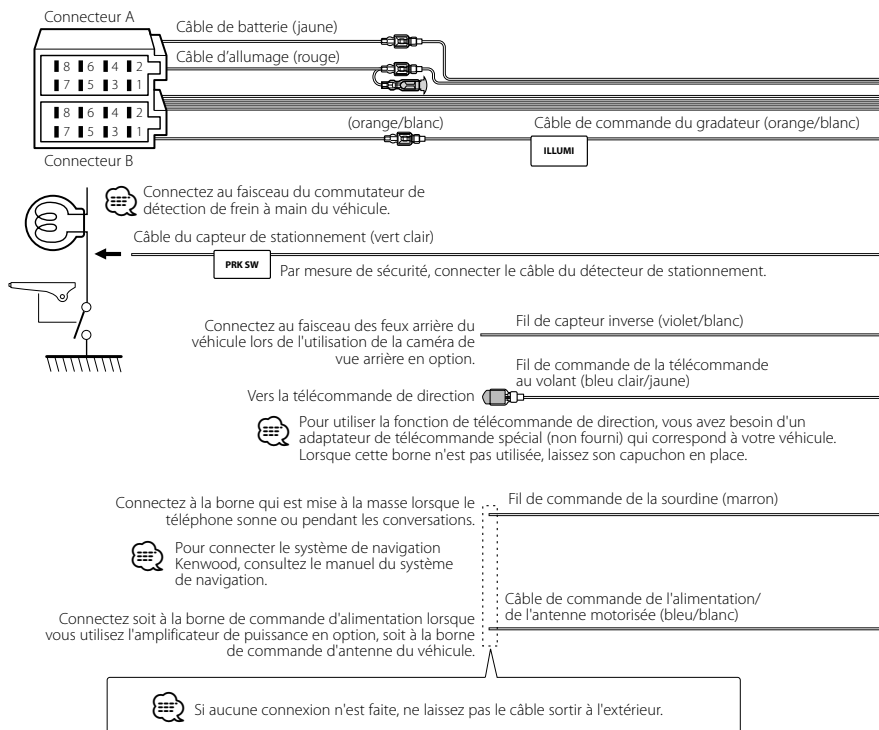 Connecteur A
Câble de batterie (jaune)
Câble d'allumage (rouge)
8 6 4 2
7 5 3 1
8 6 4 2
7 5 3 1
(orange/blanc)
Câble de commande du gradateur (orange/blanc)
ILLUMI
Connecteur B
Connectez au faisceau du commutateur de
détection de frein à main du véhicule.
Câble du capteur de stationnement (vert clair)
PRK SW
Par mesure de sécurité, connecter le câble du détecteur de stationnement.
Connectez au faisceau des feux arrière du
véhicule lors de l'utilisation de la caméra de
vue arrière en option.
Fil de capteur inverse (violet/blanc)
Fil de commande de la télécommande
au volant (bleu clair/jaune)
Vers la télécommande de direction
Pour utiliser la fonction de télécommande de direction, vous avez besoin d'un
adaptateur de télécommande spécial (non fourni) qui correspond à votre véhicule.
Lorsque cette borne n'est pas utilisée, laissez son capuchon en place.
Connectez à la borne qui est mise à la masse lorsque le
téléphone sonne ou pendant les conversations.
Fil de commande de la sourdine (marron)
Pour connecter le système de navigation
Kenwood, consultez le manuel du système
de navigation.
Câble de commande de l'alimentation/
de l'antenne motorisée (bleu/blanc)
Connectez soit à la borne de commande d'alimentation lorsque
vous utilisez l'amplificateur de puissance en option, soit à la borne
de commande d'antenne du véhicule.
Si aucune connexion n'est faite, ne laissez pas le câble sortir à l'extérieur.